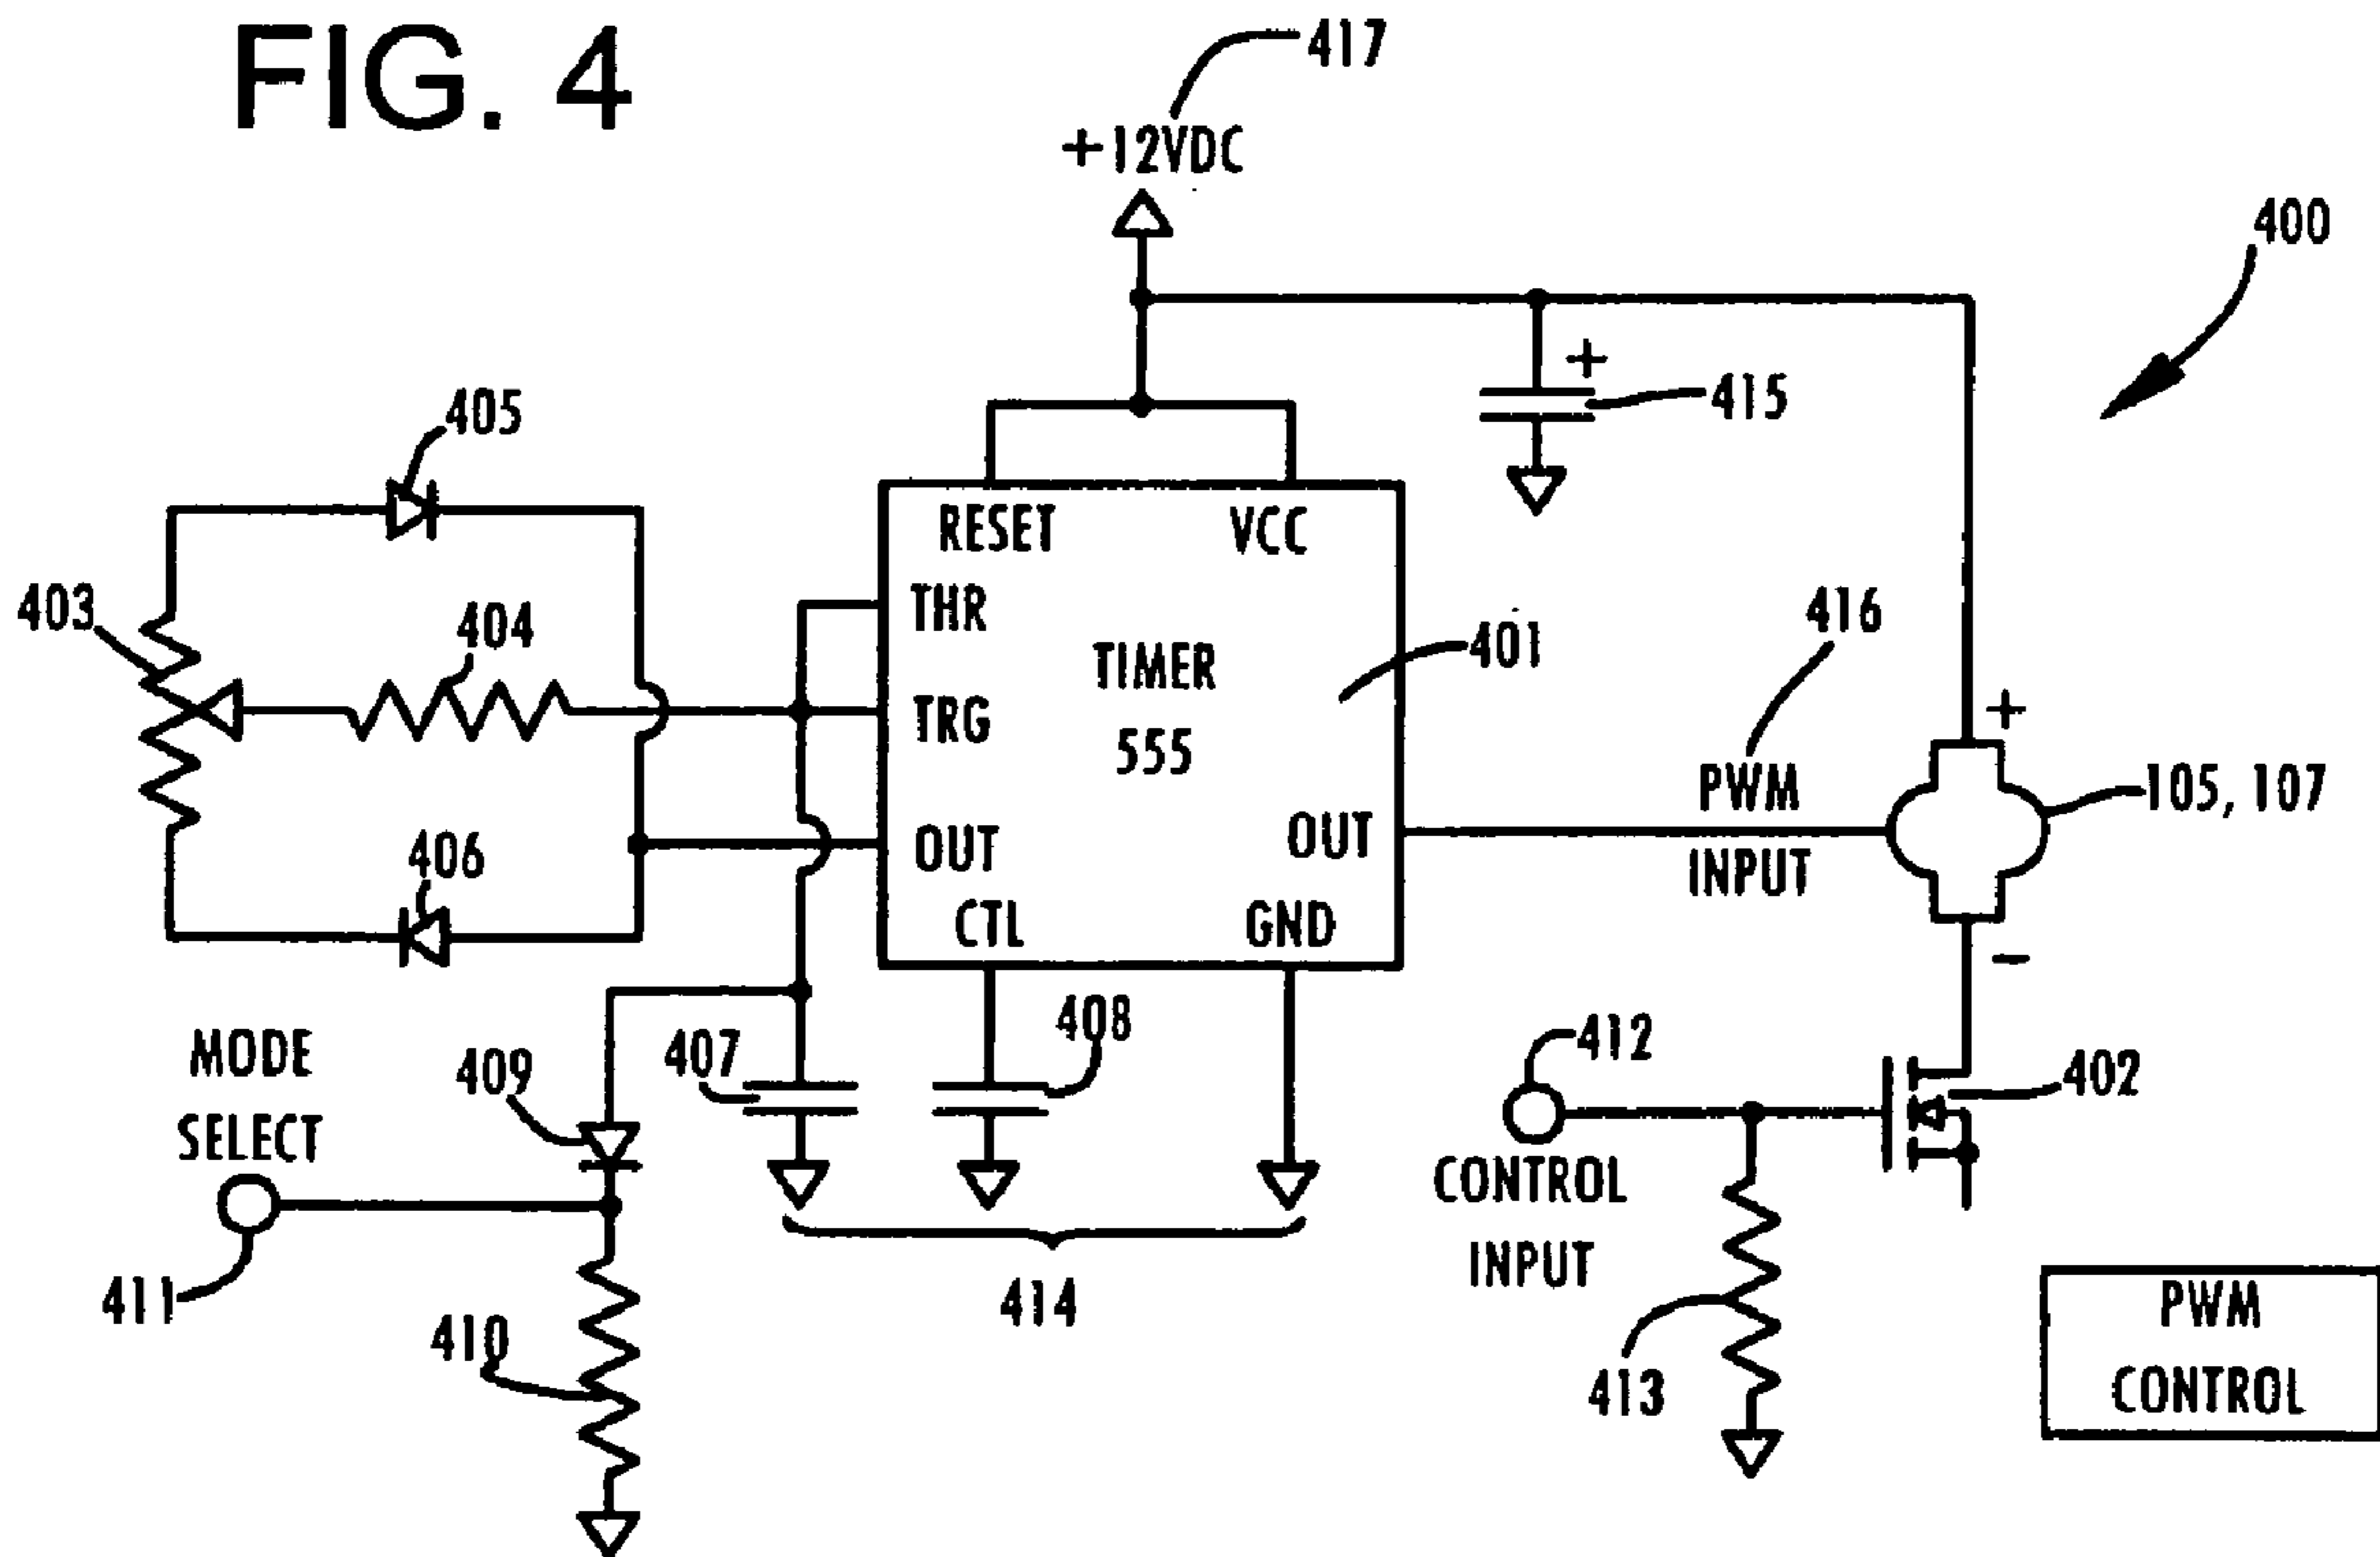 FIG. 4
417
+12VDC
400
+
415
405
RESET
VCC
403
404
THR
TIMER
401
416
TRG
555
+
PWM
105, 107
OUT
OUT
INPUT
406
CTL
GND
−
MODE
409
407
408
412
402
SELECT
CONTROL
INPUT
411
410
414
413
PWM
CONTROL